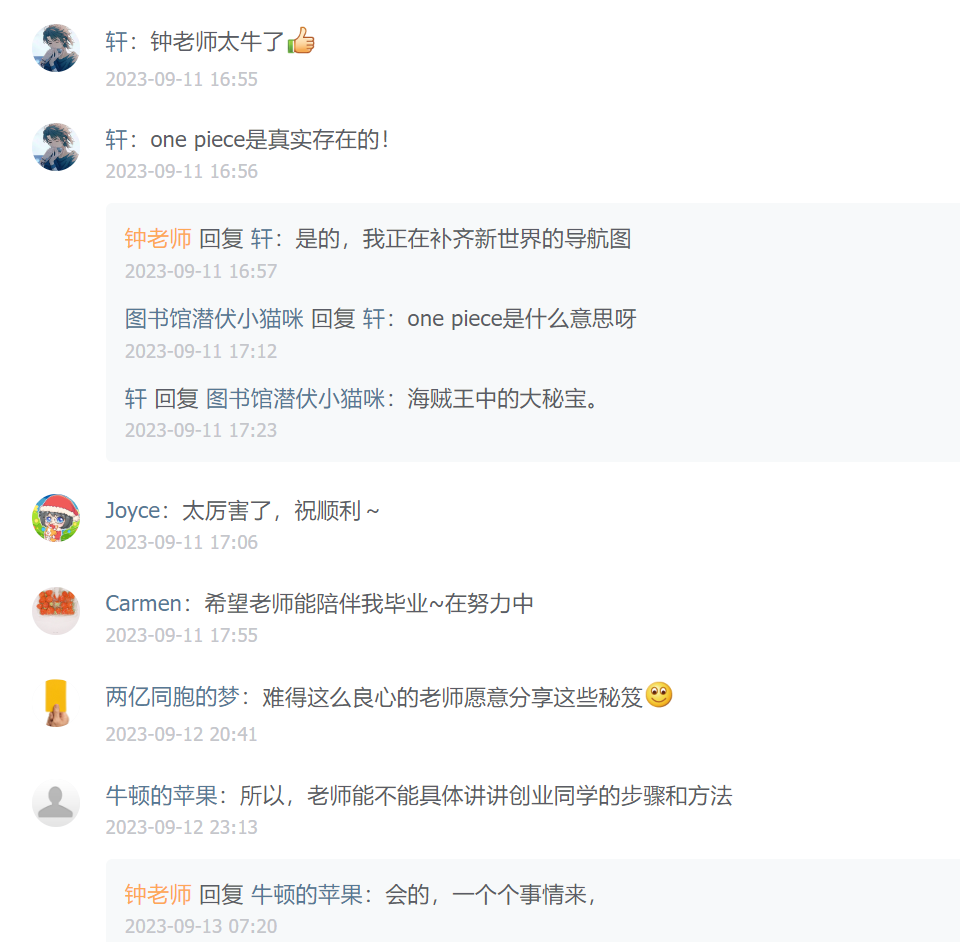 轩：钟老师太牛了👍
2023-09-11 16:55
轩：one piece是真实存在的！
2023-09-11 16:56
钟老师 回复 轩：是的，我正在补齐新世界的导航图
2023-09-11 16:57
图书馆潜伏小猫咪 回复 轩：one piece是什么意思呀
2023-09-11 17:12
轩 回复 图书馆潜伏小猫咪：海贼王中的大秘宝。
2023-09-11 17:23
Joyce：太厉害了，祝顺利～
2023-09-11 17:06
Carmen：希望老师能陪伴我毕业~在努力中
2023-09-11 17:55
两亿同胞的梦：难得这么良心的老师愿意分享这些秘笈🙂
2023-09-12 20:41
牛顿的苹果：所以，老师能不能具体讲讲创业同学的步骤和方法
2023-09-12 23:13
钟老师 回复 牛顿的苹果：会的，一个个事情来，
2023-09-13 07:20